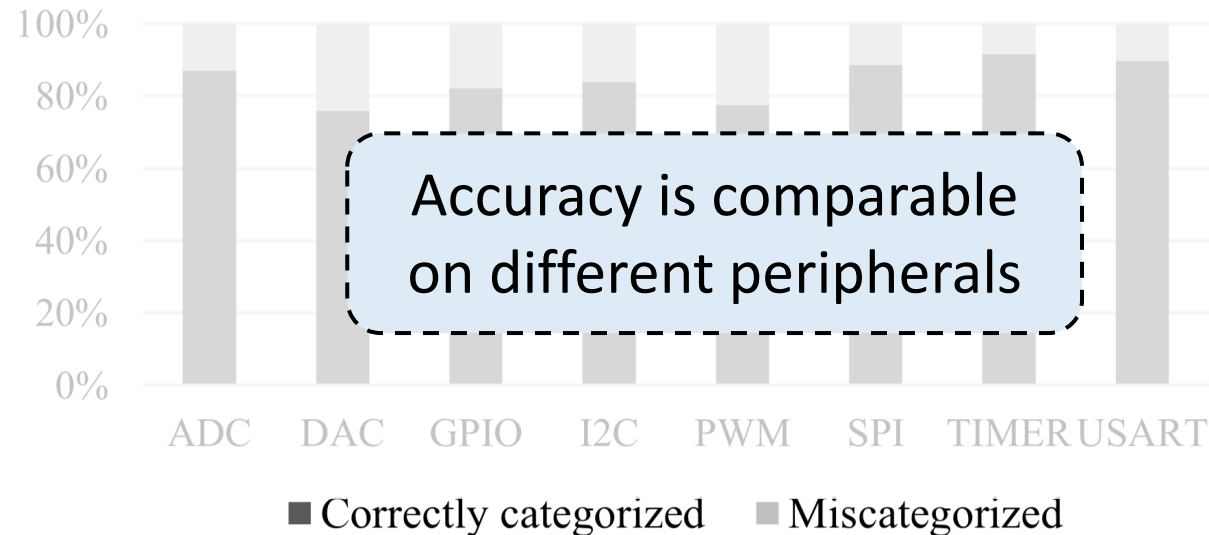 100%
80%
60%
40%
20%
0%
Accuracy is comparable
on different peripherals
ADC DAC GPIO I2C PWM SPI TIMER USART
Correctly categorized Miscategorized